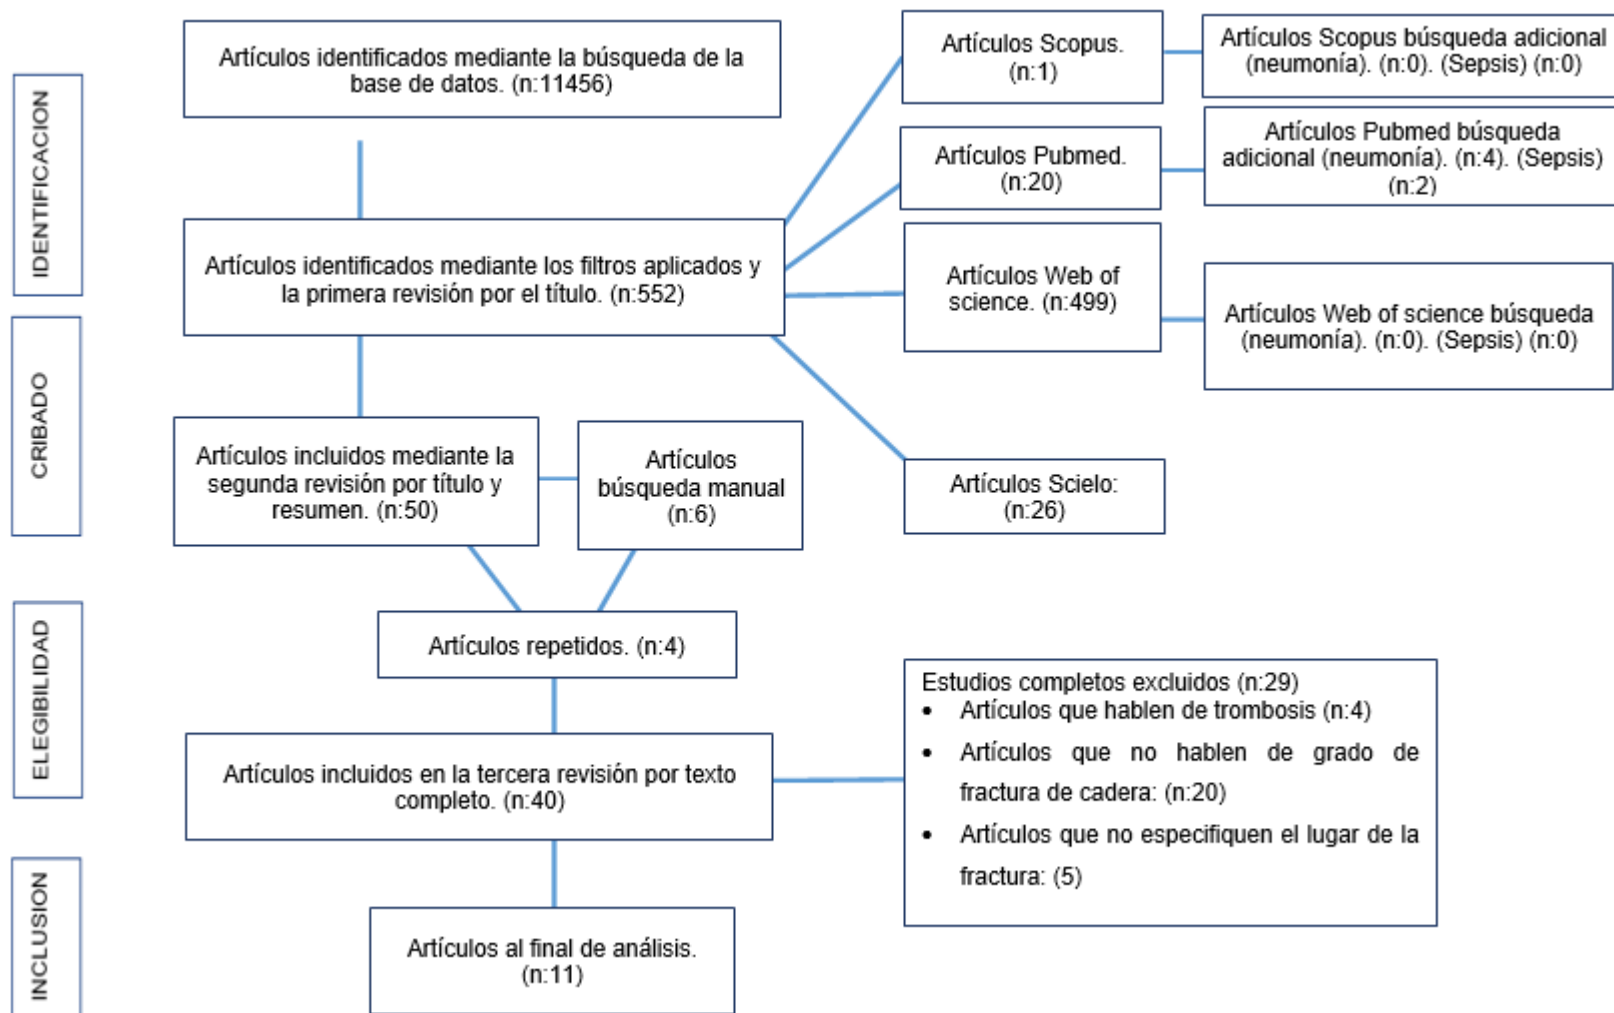 IDENTIFICACION
Artículos identificados mediante la búsqueda de la
base de datos. (n:11456)
Artículos Scopus.
(n:1)
Artículos Scopus búsqueda adicional
(neumonía). (n:0). (Sepsis) (n:0)
Artículos Pubmed.
(n:20)
Artículos Pubmed búsqueda
adicional (neumonía). (n:4). (Sepsis)
(n:2)
Artículos identificados mediante los filtros aplicados y
la primera revisión por el título. (n:552)
Artículos Web of
science. (n:499)
Artículos Web of science búsqueda
(neumonía). (n:0). (Sepsis) (n:0)
CRIBADO
Artículos incluidos mediante la
segunda revisión por título y
resumen. (n:50)
Artículos
búsqueda manual
(n:6)
Artículos Scielo:
(n:26)
ELEGIBILIDAD
Artículos repetidos. (n:4)
Artículos incluidos en la tercera revisión por texto
completo. (n:40)
Estudios completos excluidos (n:29)
• Artículos que hablen de trombosis (n:4)
• Artículos que no hablen de grado de
fractura de cadera: (n:20)
• Artículos que no especifiquen el lugar de la
fractura: (5)
INCLUSION
Artículos al final de análisis.
(n:11)